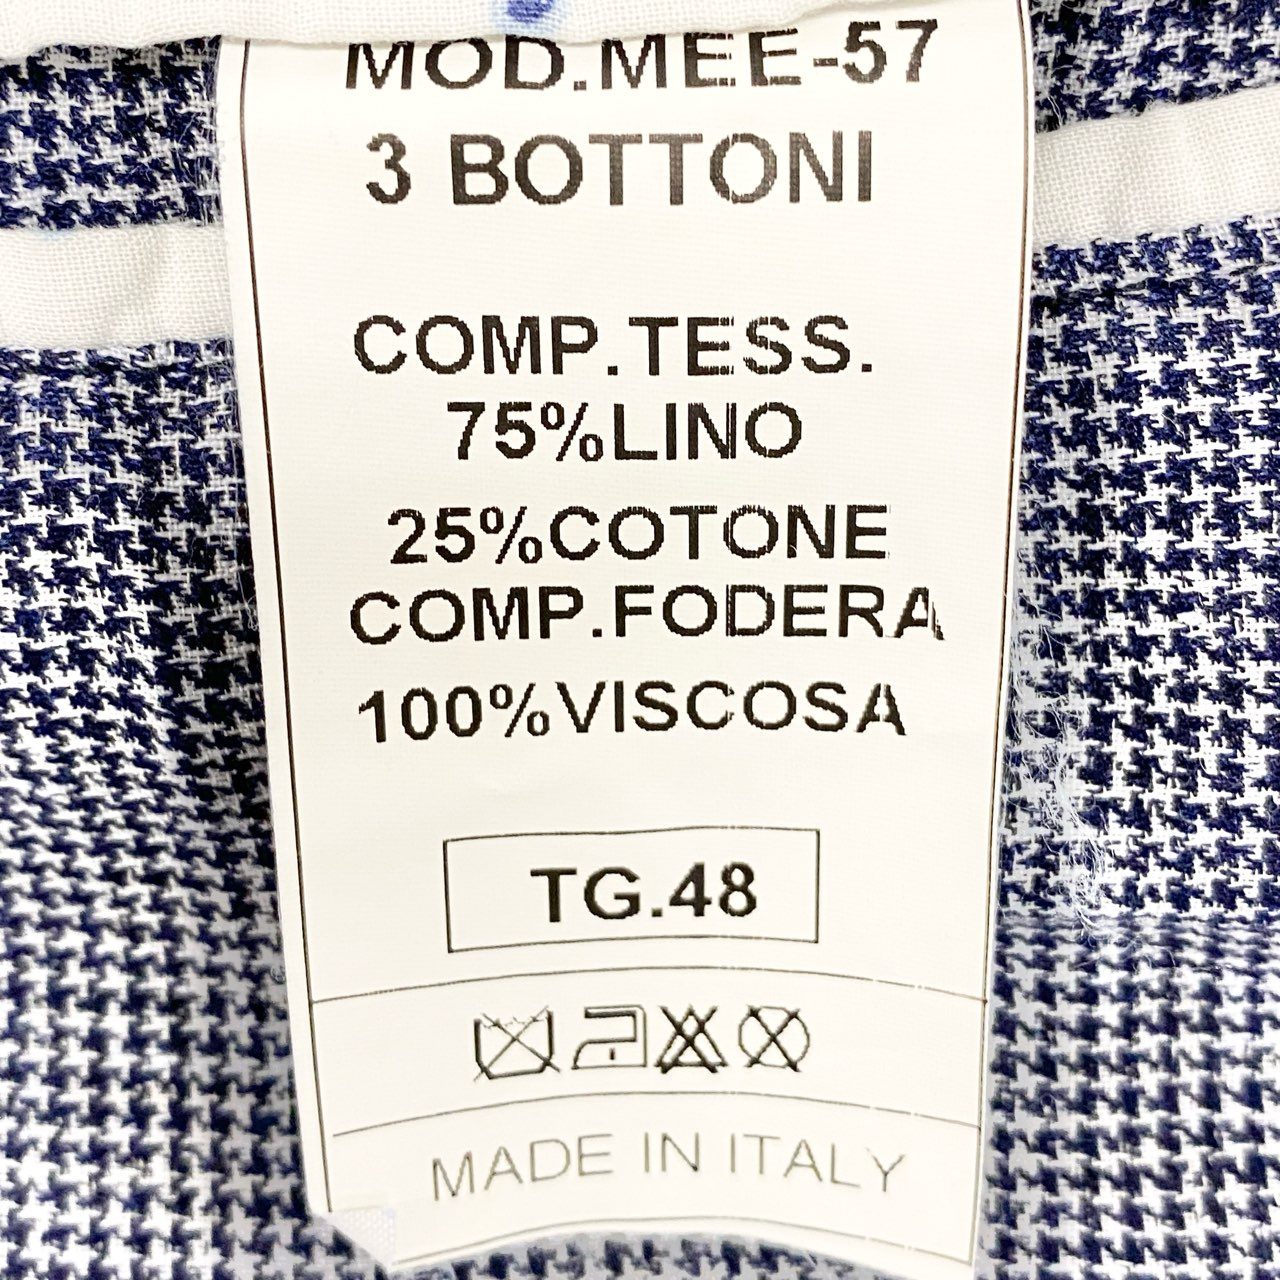 MOD.MEE-57
3 BOTTONI
COMP.TESS.
75%LINO
25%COTONE
COMP.FODERA
100%VISCOSA
TG.48
MADE IN ITALY